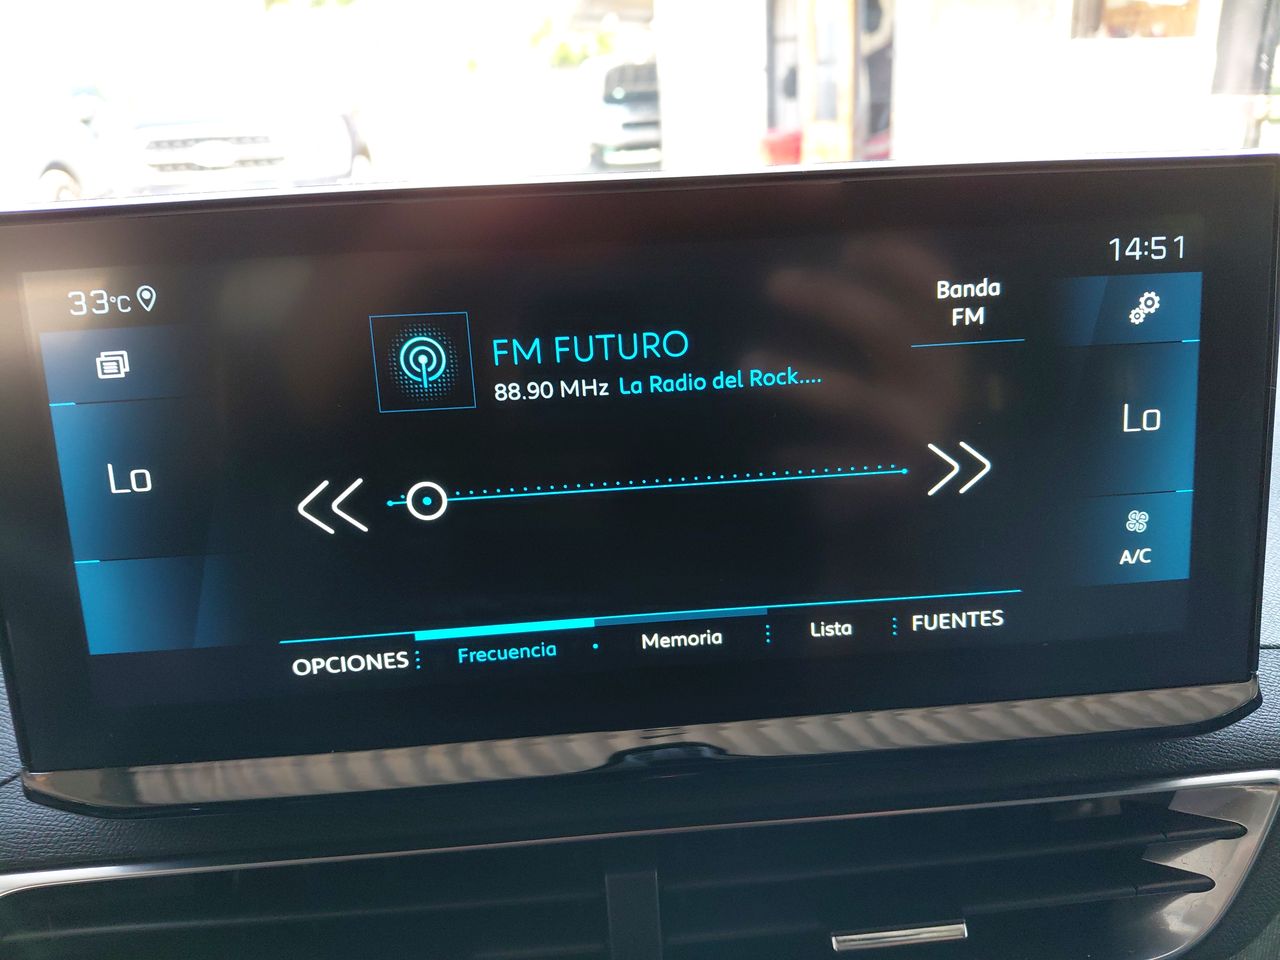 14:51
33°C
Banda
FM
FM FUTURO
88.90 MHz La Radio del Rock....
Lo
Lo
A/C
OPCIONES
Frecuencia
Memoria
Lista
FUENTES